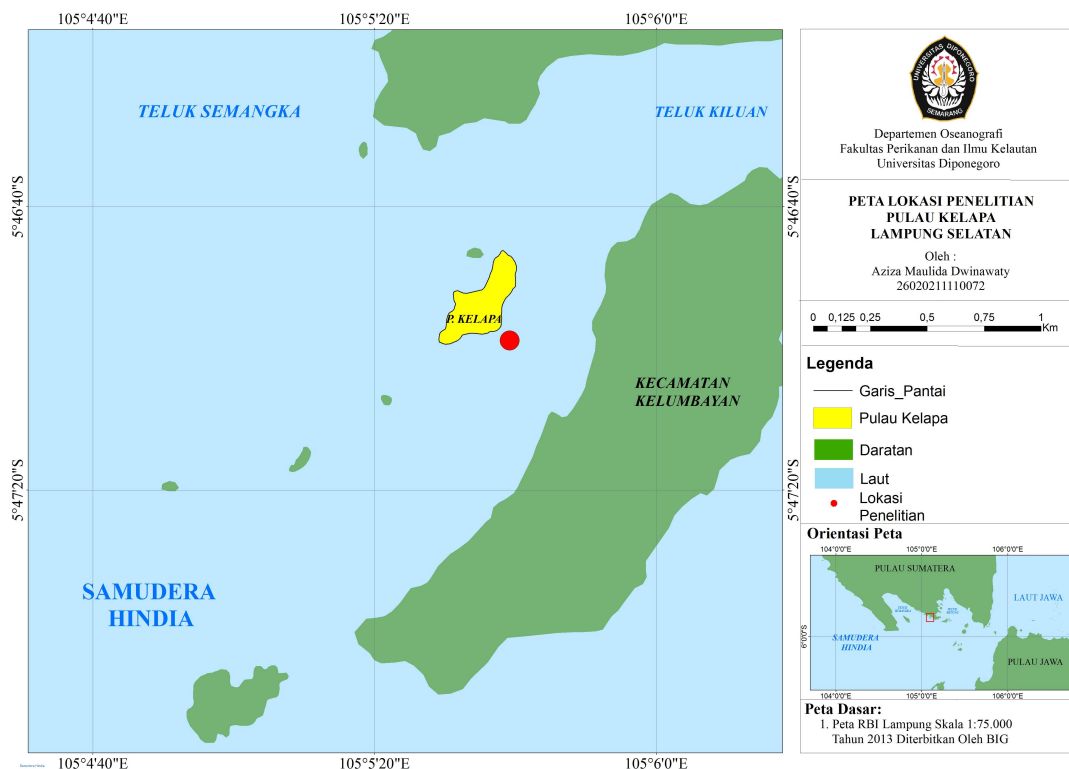 105°4'40"E
105°5'20"E
105°6'0"E
5°46'40"S
5°47'20"S
TELUK SEMANGKA
TELUK KILUAN
P. KELAPA
KECAMATAN
KELUMBAYAN
SAMUDERA
HINDIA
5°46'40"S
5°47'20"S
105°4'40"E
105°5'20"E
105°6'0"E
UNIVERSITAS DIPONEGORO
SEMARANG
Departemen Oseanografi
Fakultas Perikanan dan Ilmu Kelautan
Universitas Diponegoro
PETA LOKASI PENELITIAN
PULAU KELAPA
LAMPUNG SELATAN
Oleh :
Aziza Maulida Dwinawaty
26020211110072
0 0,125 0,25 0,5 0,75 1
Km
Legenda
Garis_Pantai
Pulau Kelapa
Daratan
Laut
Lokasi
Penelitian
Orientasi Peta
104°0'0"E 105°0'0"E 106°0'0"E
PULAU SUMATERA
LAUT JAWA
SAMUDERA
HINDIA
6°0'0"S
PULAU JAWA
104°0'0"E 105°0'0"E 106°0'0"E
Peta Dasar:
1. Peta RBI Lampung Skala 1:75.000
Tahun 2013 Diterbitkan Oleh BIG